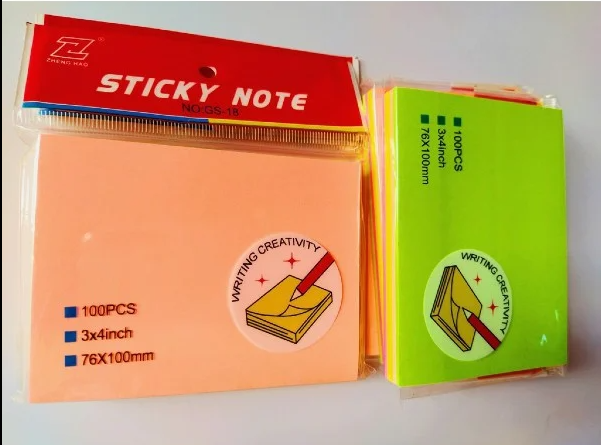 ZHENG HAO
STICKY NOTE
NO:GS-18
WRITING CREATIVITY
100PCS
3x4inch
76X100mm
100PCS
3x4inch
76X100mm
WRITING CREATIVITY